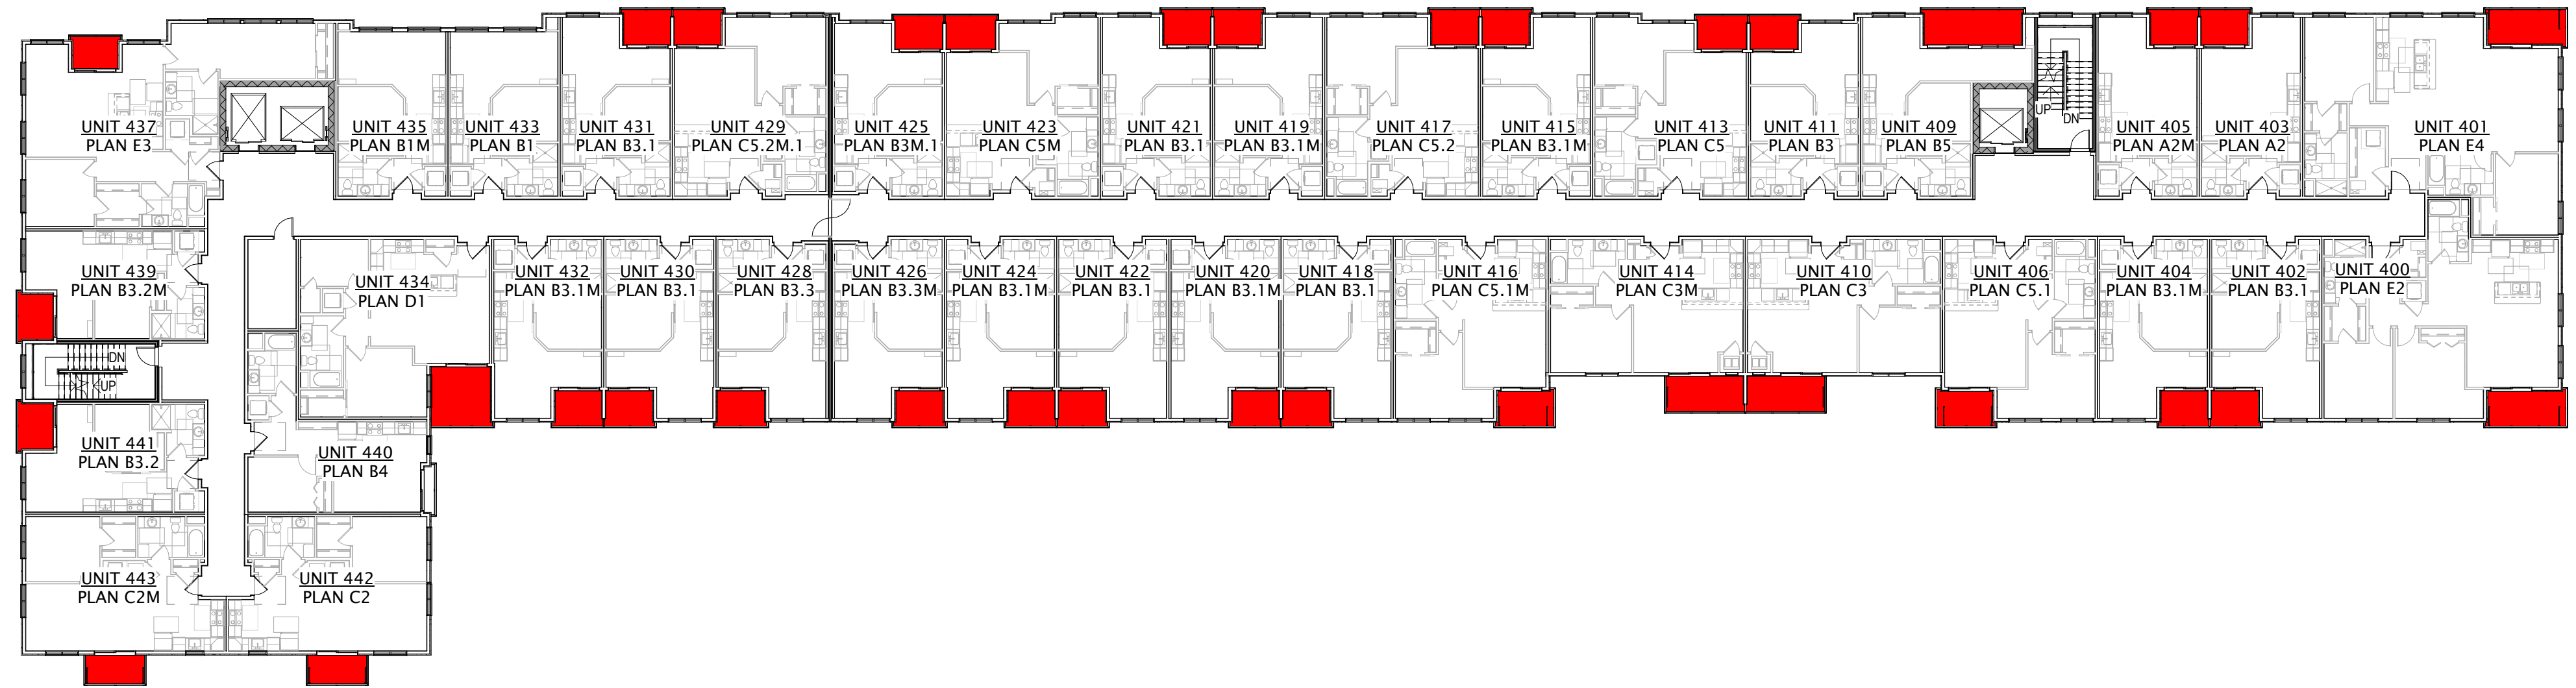 UNIT 437
PLAN E3
UNIT 435
PLAN B1M
UNIT 433
PLAN B1
UNIT 431
PLAN B3.1
UNIT 429
PLAN C5.2M.1
UNIT 425
PLAN B3M.1
UNIT 423
PLAN C5M
UNIT 421
PLAN B3.1
UNIT 419
PLAN B3.1M
UNIT 417
PLAN C5.2
UNIT 415
PLAN B3.1M
UNIT 413
PLAN C5
UNIT 411
PLAN B3
UNIT 409
PLAN B5
UP
DN
UNIT 405
PLAN A2M
UNIT 403
PLAN A2
UNIT 401
PLAN E4
UNIT 439
PLAN B3.2M
UNIT 434
PLAN D1
UNIT 432
PLAN B3.1M
UNIT 430
PLAN B3.1
UNIT 428
PLAN B3.3
UNIT 426
PLAN B3.3M
UNIT 424
PLAN B3.1M
UNIT 422
PLAN B3.1
UNIT 420
PLAN B3.1M
UNIT 418
PLAN B3.1
UNIT 416
PLAN C5.1M
UNIT 414
PLAN C3M
UNIT 410
PLAN C3
UNIT 406
PLAN C5.1
UNIT 404
PLAN B3.1M
UNIT 402
PLAN B3.1
UNIT 400
PLAN E2
DN
UP
UNIT 441
PLAN B3.2
UNIT 440
PLAN B4
UNIT 443
PLAN C2M
UNIT 442
PLAN C2